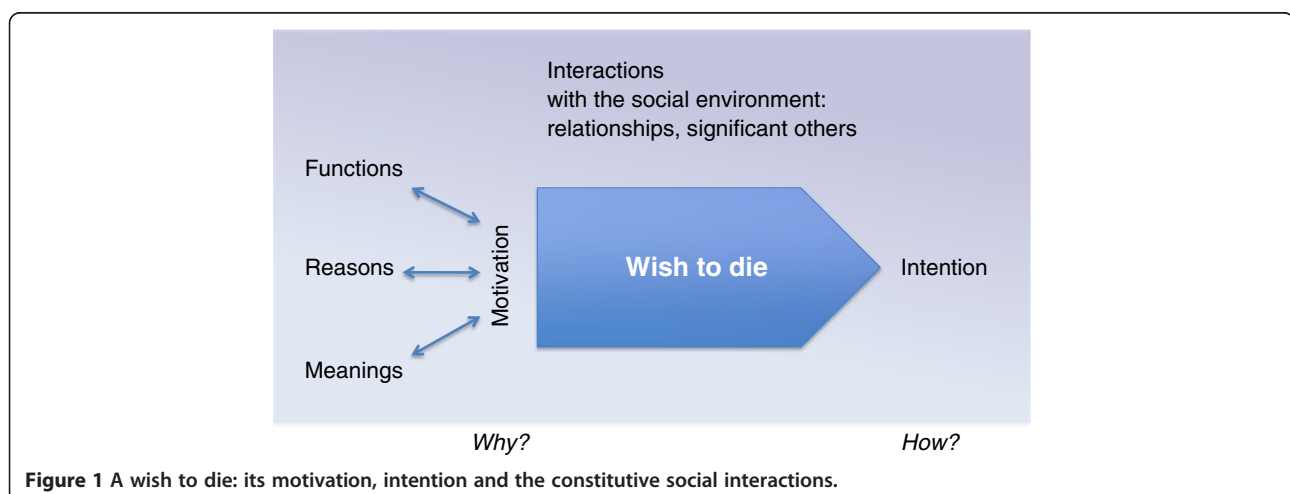 Interactions
with the social environment:
relationships, significant others
Functions
Reasons
Meanings
Motivation
Wish to die
Intention
Why?
How?
Figure 1 A wish to die: its motivation, intention and the constitutive social interactions.